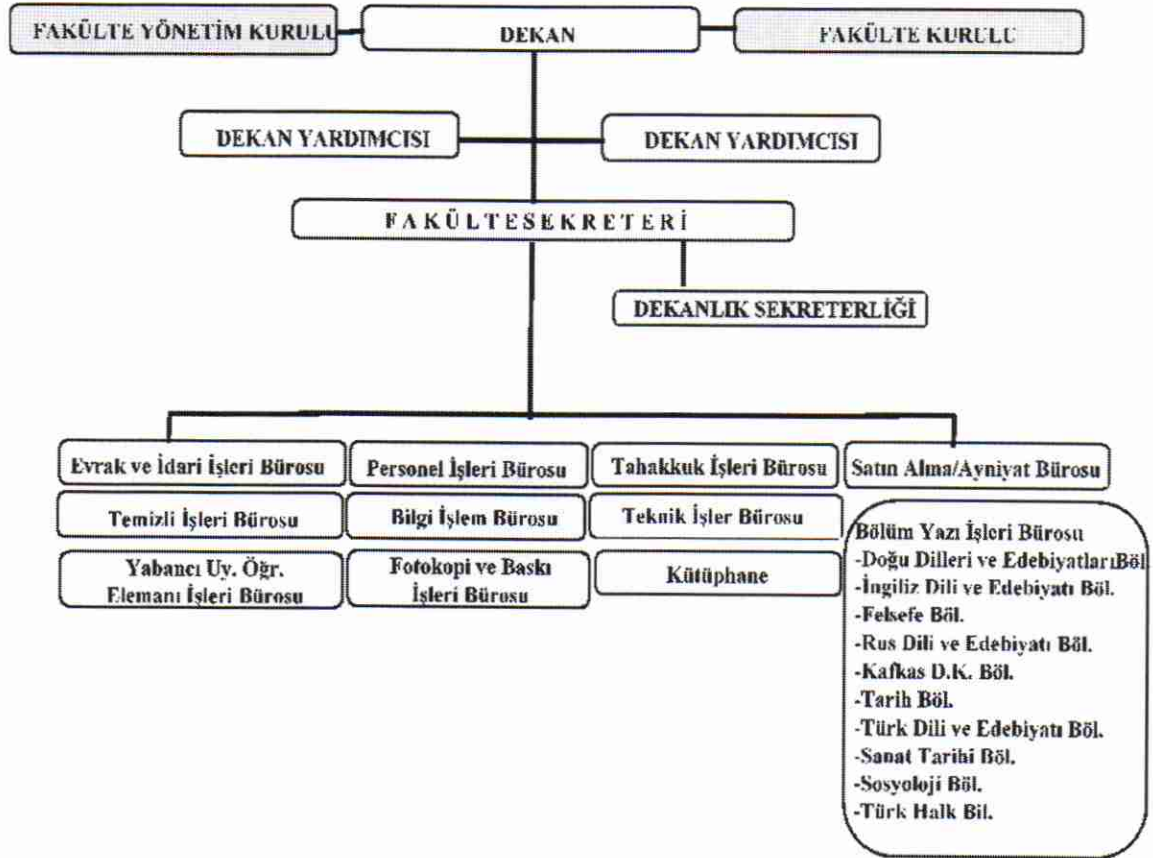 FAKÜLTE YÖNETİM KURULU
DEKAN
FAKÜLTE KURULU
DEKAN YARDIMCISI
DEKAN YARDIMCISI
FAKÜLTESEKRETERİ
DEKANLIK SEKRETERLİĞİ
Evrak ve İdari İşleri Bürosu
Personel İşleri Bürosu
Tahakkuk İşleri Bürosu
Satın Alma/Ayniyat Bürosu
Temizli İşleri Bürosu
Bilgi İşlem Bürosu
Teknik İşler Bürosu
Yabancı Uy. Öğr.
Elemanı İşleri Bürosu
Fotokopi ve Baskı
İşleri Bürosu
Kütüphane
Bölüm Yazı İşleri Bürosu
-Doğu Dilleri ve EdebiyatlarıBöl
-İngiliz Dili ve Edebiyatı Böl.
-Felsefe Böl.
-Rus Dili ve Edebiyatı Böl.
-Kafkas D.K. Böl.
-Tarih Böl.
-Türk Dili ve Edebiyatı Böl.
-Sanat Tarihi Böl.
-Sosyoloji Böl.
-Türk Halk Bil.